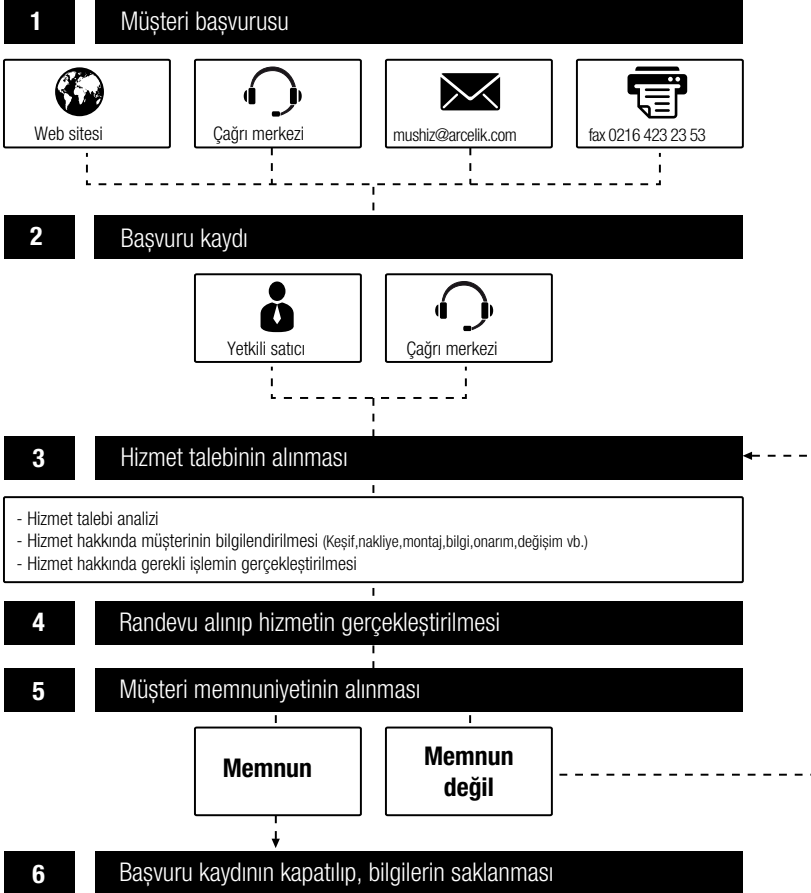 1 Müşteri başvurusu
Web sitesi
Çağrı merkezi
mushiz@arcelik.com
fax 0216 423 23 53
2 Başvuru kaydı
Yetkili satıcı
Çağrı merkezi
3 Hizmet talebinin alınması
- Hizmet talebi analizi
- Hizmet hakkında müşterinin bilgilendirilmesi (Keşif,nakliye,montaj,bilgi,onarım,değişim vb.)
- Hizmet hakkında gerekli işlemin gerçekleştirilmesi
4 Randevu alınıp hizmetin gerçekleştirilmesi
5 Müşteri memnuniyetinin alınması
Memnun
Memnun
değil
6 Başvuru kaydının kapatılıp, bilgilerin saklanması